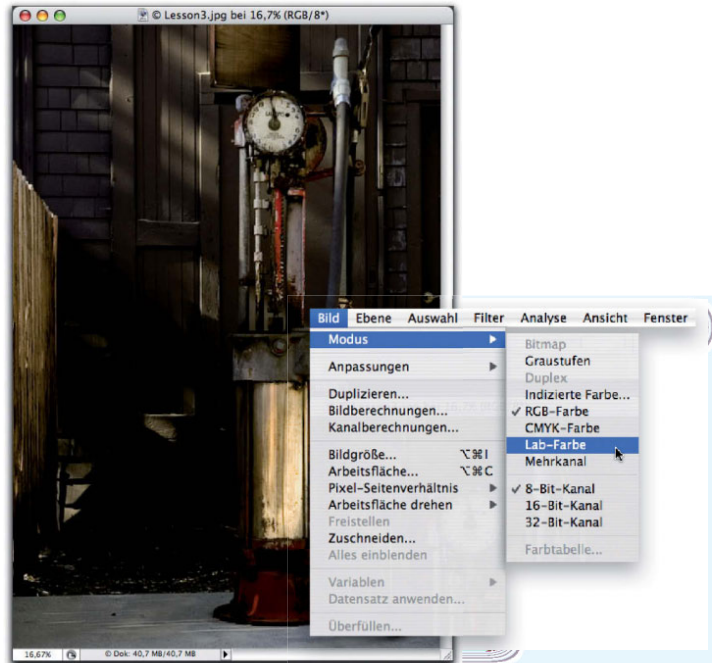 © Lesson3.jpg bei 16,7% (RGB/8*)
Bild Ebene Auswahl Filter Analyse Ansicht Fenster
Modus
Anpassungen
Duplizieren...
Bildberechnungen...
Kanalberechnungen...
Bildgröße... ⌥⌘I
Arbeitsfläche... ⌥⌘C
Pixel-Seitenverhältnis
Arbeitsfläche drehen
Freistellen
Zuschneiden...
Alles einblenden
Variablen
Datensatz anwenden...
Überfüllen...
Bitmap
Graustufen
Duplex
Indizierte Farbe...
✓ RGB-Farbe
CMYK-Farbe
Lab-Farbe
Mehrkanal
✓ 8-Bit-Kanal
16-Bit-Kanal
32-Bit-Kanal
Farbtabelle...
16,67% © Dok: 40,7 MB/40,7 MB